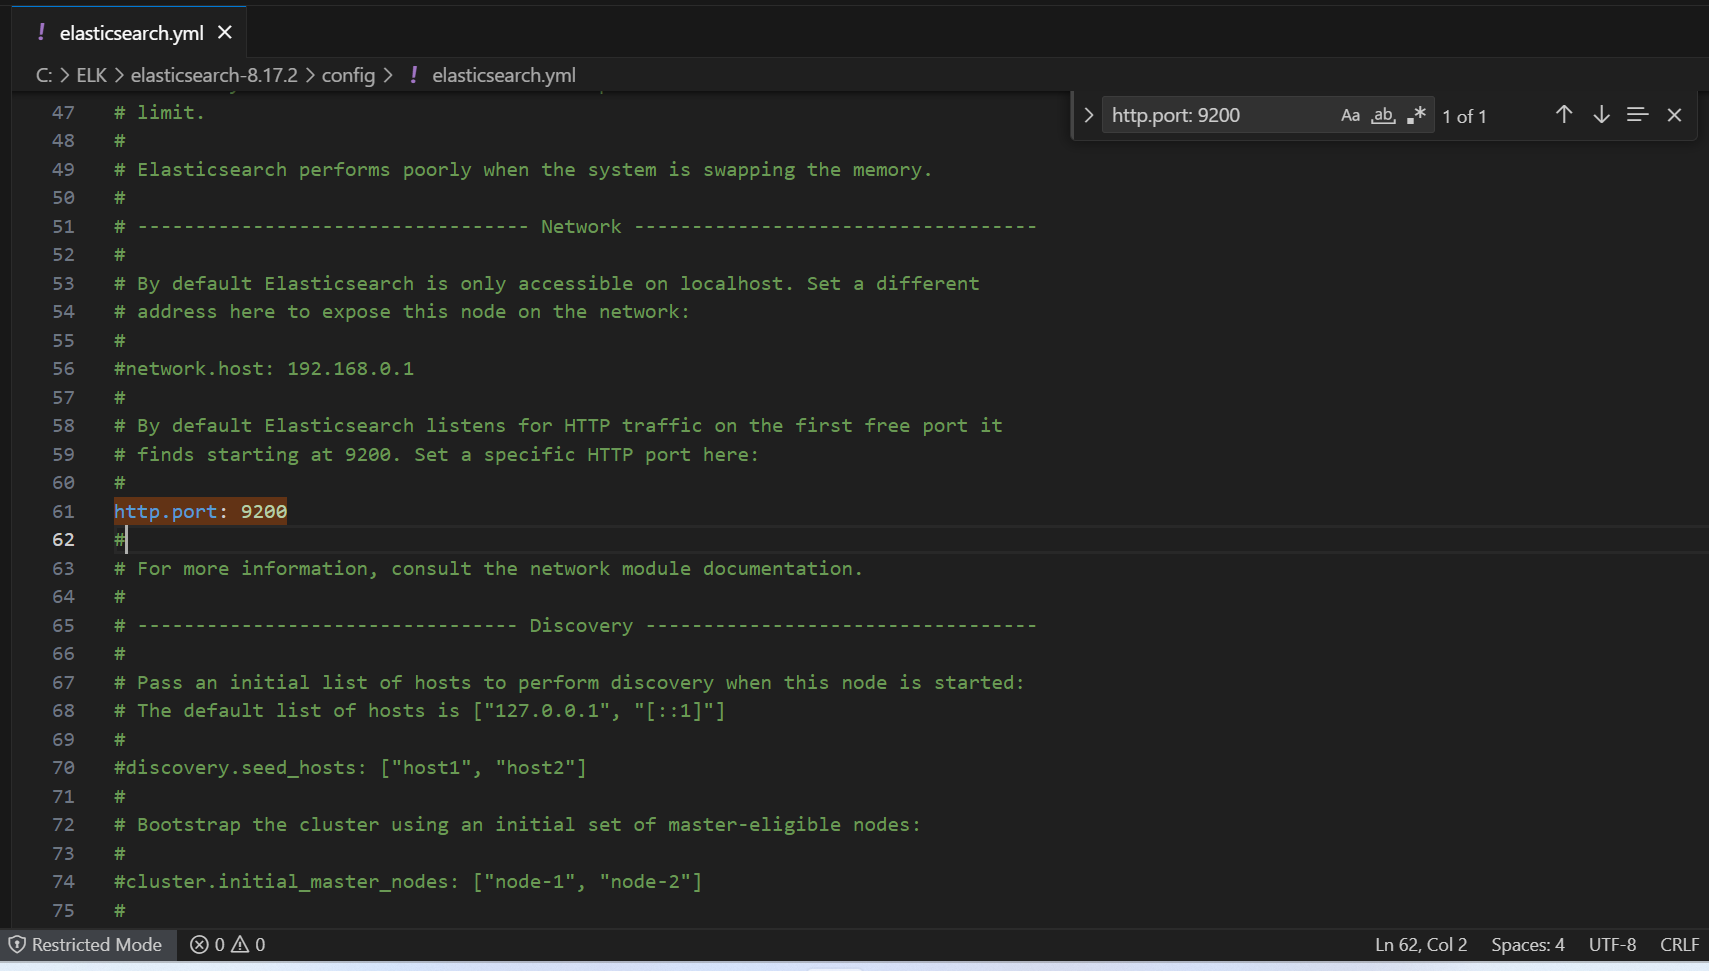 ! elasticsearch.yml
C: > ELK > elasticsearch-8.17.2 > config > ! elasticsearch.yml
http.port: 9200 Aa ab .* 1 of 1
47 # limit.
48 #
49 # Elasticsearch performs poorly when the system is swapping the memory.
50 #
51 # ---------------------------------- Network -----------------------------------
52 #
53 # By default Elasticsearch is only accessible on localhost. Set a different
54 # address here to expose this node on the network:
55 #
56 #network.host: 192.168.0.1
57 #
58 # By default Elasticsearch listens for HTTP traffic on the first free port it
59 # finds starting at 9200. Set a specific HTTP port here:
60 #
61 http.port: 9200
62 #
63 # For more information, consult the network module documentation.
64 #
65 # --------------------------------- Discovery ----------------------------------
66 #
67 # Pass an initial list of hosts to perform discovery when this node is started:
68 # The default list of hosts is ["127.0.0.1", "[::1]"]
69 #
70 #discovery.seed_hosts: ["host1", "host2"]
71 #
72 # Bootstrap the cluster using an initial set of master-eligible nodes:
73 #
74 #cluster.initial_master_nodes: ["node-1", "node-2"]
75 #
Restricted Mode 0 0 Ln 62, Col 2 Spaces: 4 UTF-8 CRLF